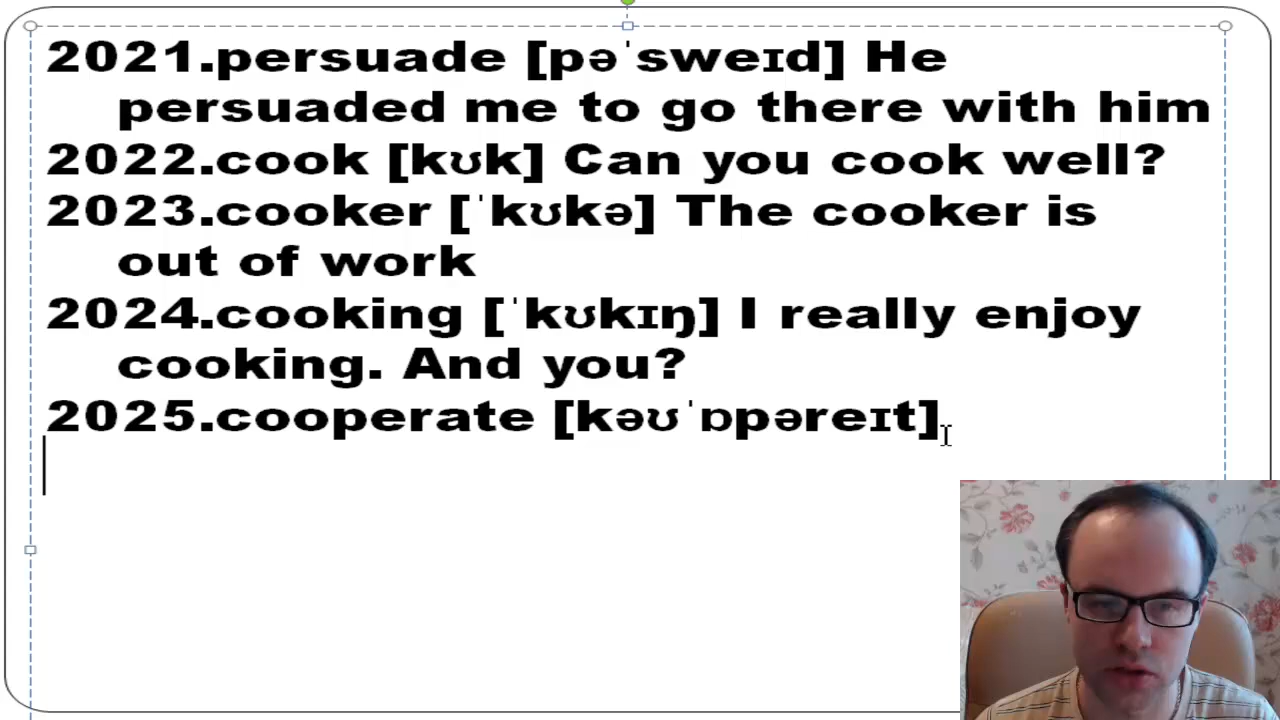 2021.persuade [pəˈsweɪd] He
persuaded me to go there with him
2022.cook [kʊk] Can you cook well?
2023.cooker [ˈkʊkə] The cooker is
out of work
2024.cooking [ˈkʊkɪŋ] I really enjoy
cooking. And you?
2025.cooperate [kəʊˈɒpəreɪt]